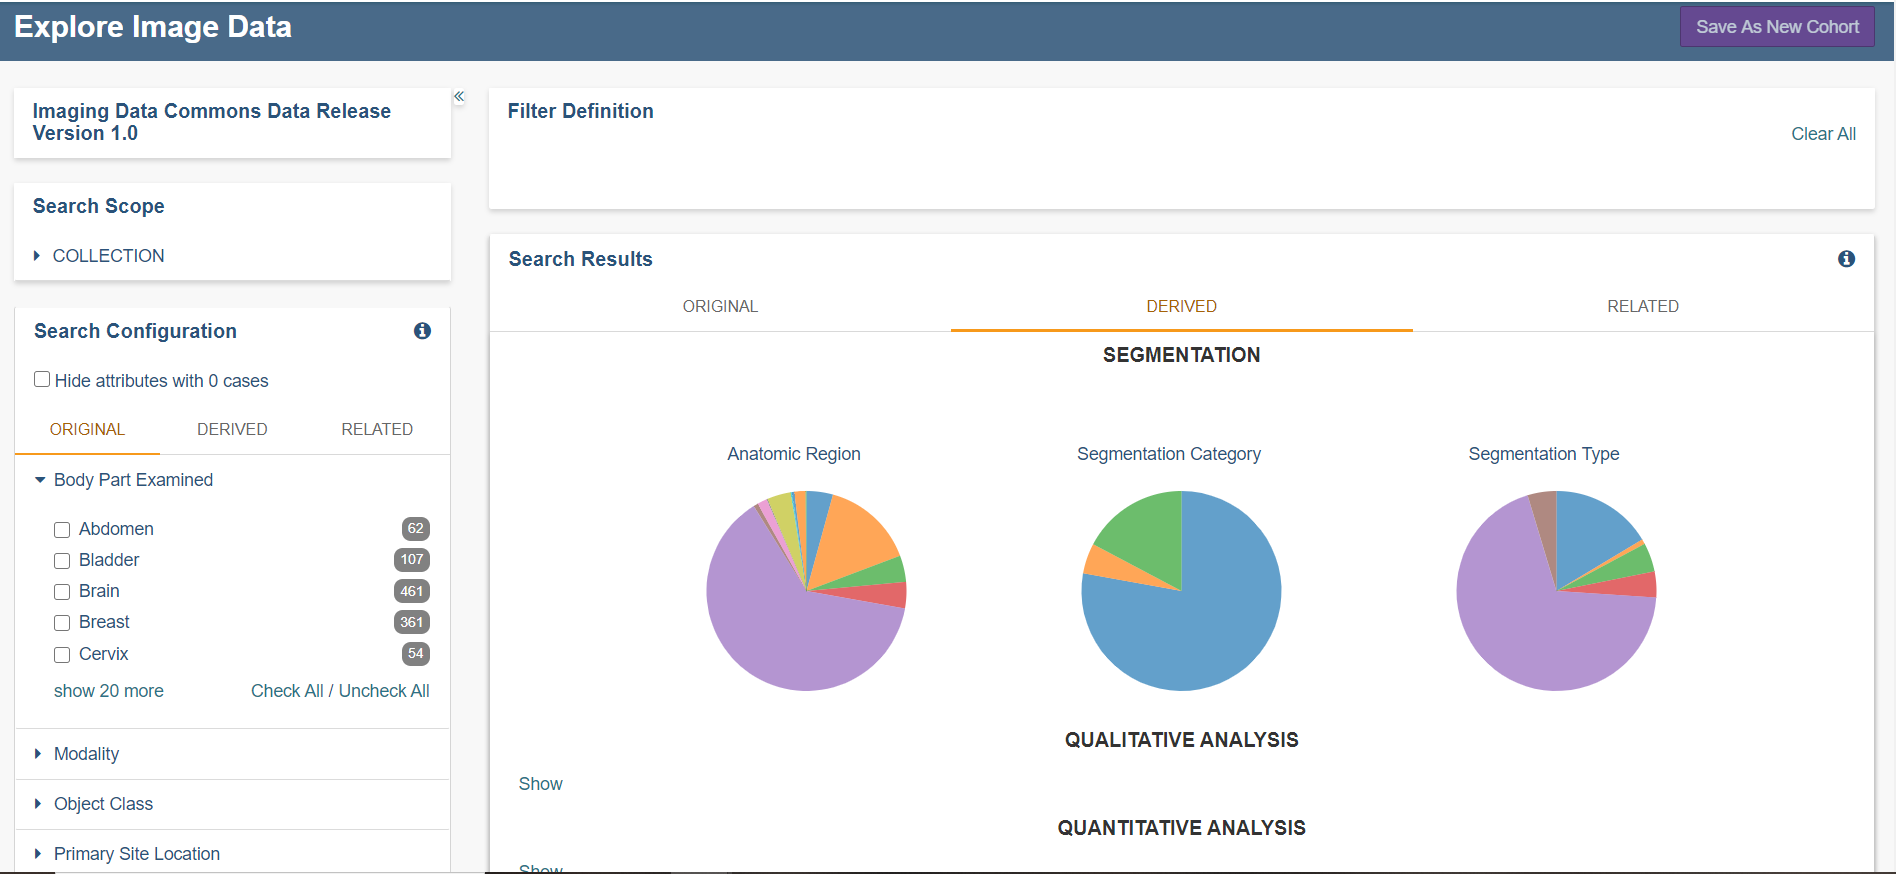 Explore Image Data
Save As New Cohort
Imaging Data Commons Data Release
Version 1.0
Search Scope
COLLECTION
Search Configuration
Hide attributes with 0 cases
ORIGINAL DERIVED RELATED
Body Part Examined
Abdomen 62
Bladder 107
Brain 461
Breast 361
Cervix 54
show 20 more Check All / Uncheck All
Modality
Object Class
Primary Site Location
Filter Definition
Clear All
Search Results
ORIGINAL DERIVED RELATED
SEGMENTATION
Anatomic Region Segmentation Category Segmentation Type
QUALITATIVE ANALYSIS
Show
QUANTITATIVE ANALYSIS
Show